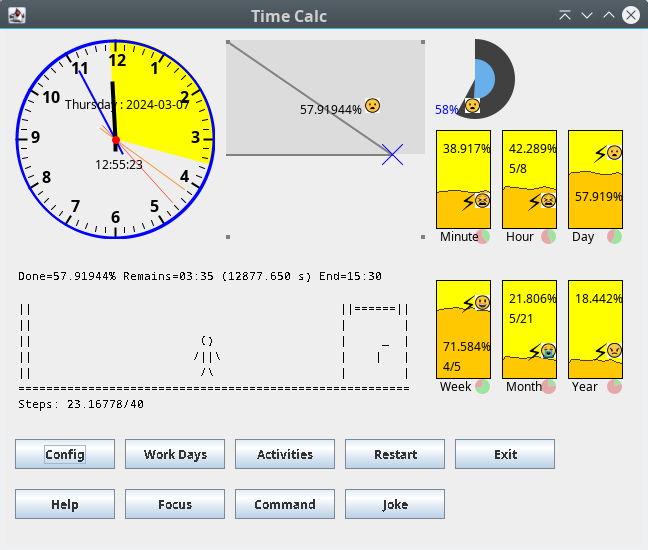 Time Calc
12
1
2
3
4
5
6
7
8
9
10
11
Thursday : 2024-03-07
12:55:23
57.91944%
58%
38.917%
Minute
42.289%
5/8
Hour
57.919%
Day
71.584%
4/5
Week
21.806%
5/21
Month
18.442%
Year
Done=57.91944% Remains=03:35 (12877.650 s) End=15:30
||                                            ||======||
||                                            |        |
||                        ()                  |     _  |
||                       /||\                 |    |   |
||                        /\                  |        |
========================================================
Steps: 23.16778/40
Config Work Days Activities Restart Exit
Help Focus Command Joke